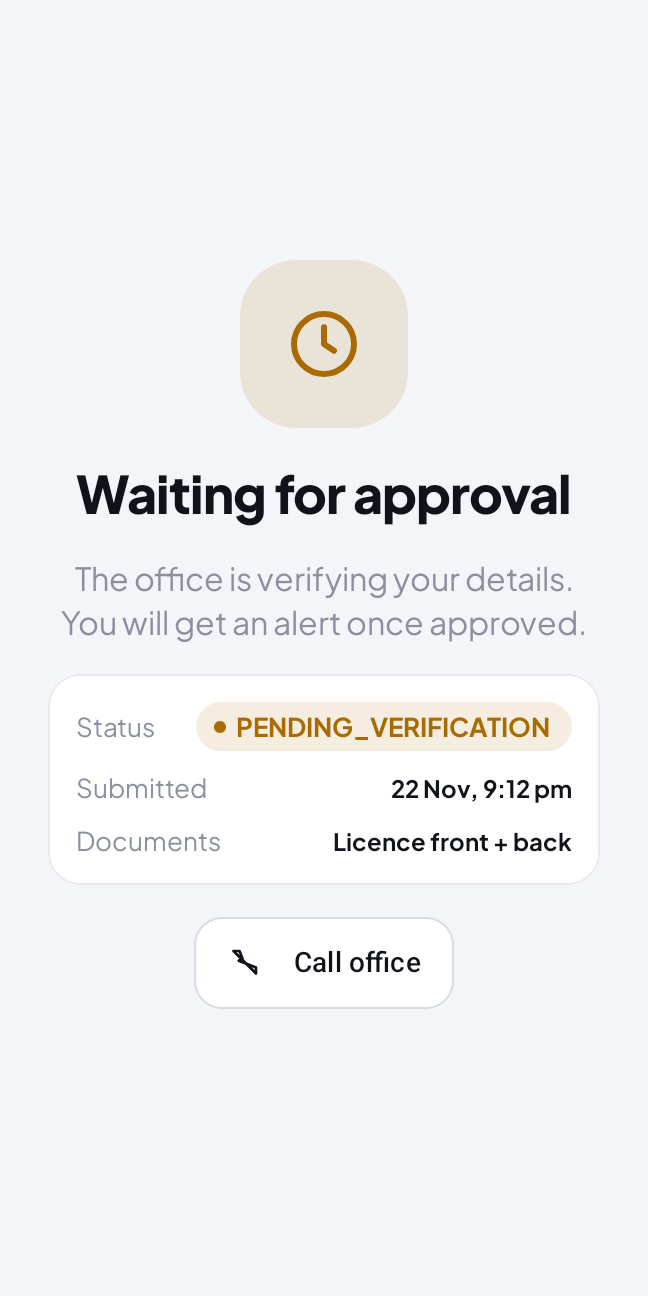 Waiting for approval
The office is verifying your details.
You will get an alert once approved.
Status PENDING_VERIFICATION
Submitted 22 Nov, 9:12 pm
Documents Licence front + back
Call office